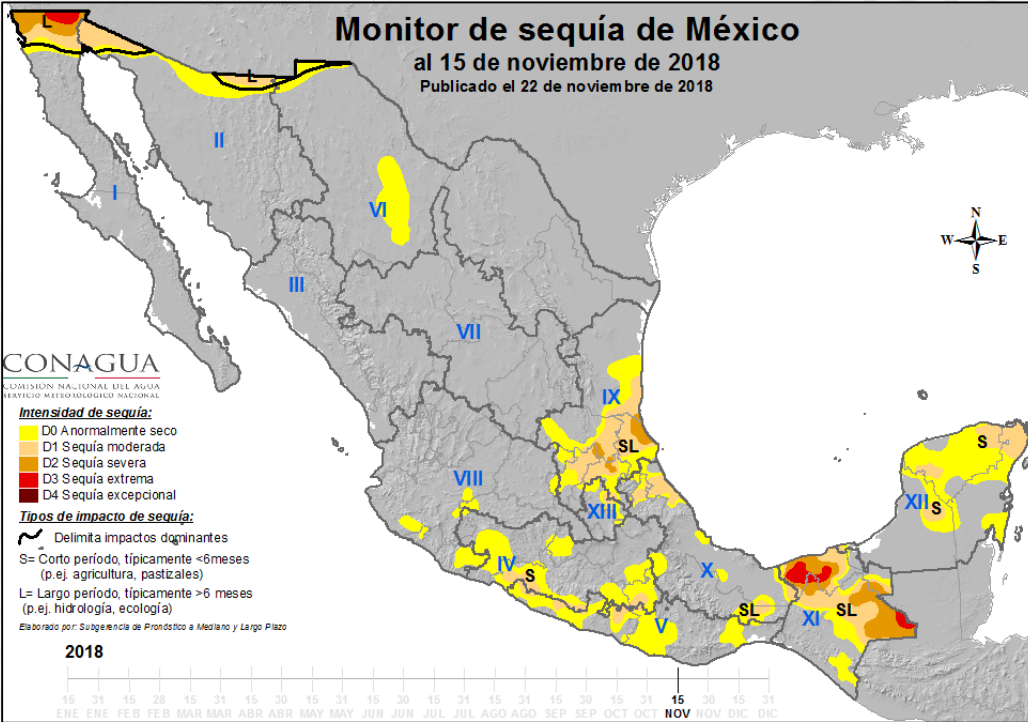 Monitor de sequía de México
al 15 de noviembre de 2018
Publicado el 22 de noviembre de 2018
L
L
II
I
VI
N
W E
S
III
VII
CONAGUA
COMISIÓN NACIONAL DEL AGUA
SERVICIO METEOROLÓGICO NACIONAL
IX
Intensidad de sequía:
D0 Anormalmente seco
D1 Sequía moderada
D2 Sequía severa
D3 Sequía extrema
D4 Sequía excepcional
SL
S
VIII
XII
S
XIII
Tipos de impacto de sequía:
Delimita impactos dominantes
S= Corto período, típicamente <6meses
(p.ej. agricultura, pastizales)
L= Largo período, típicamente >6 meses
(p.ej. hidrología, ecología)
IV
S
X
SL
SL
XI
V
Elaborado por: Subgerencia de Pronóstico a Mediano y Largo Plazo
2018
15 31 15 28 15 31 15 30 15 31 15 30 15 31 15 31 15 30 15 31 15 30 15 31
ENE ENE FEB FEB MAR MAR ABR ABR MAY MAY JUN JUN JUL JUL AGO AGO SEP SEP OCT OCT NOV NOV DIC DIC